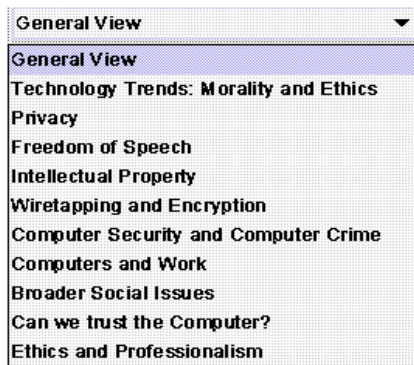 General View
General View
Technology Trends: Morality and Ethics
Privacy
Freedom of Speech
Intellectual Property
Wiretapping and Encryption
Computer Security and Computer Crime
Computers and Work
Broader Social Issues
Can we trust the Computer?
Ethics and Professionalism